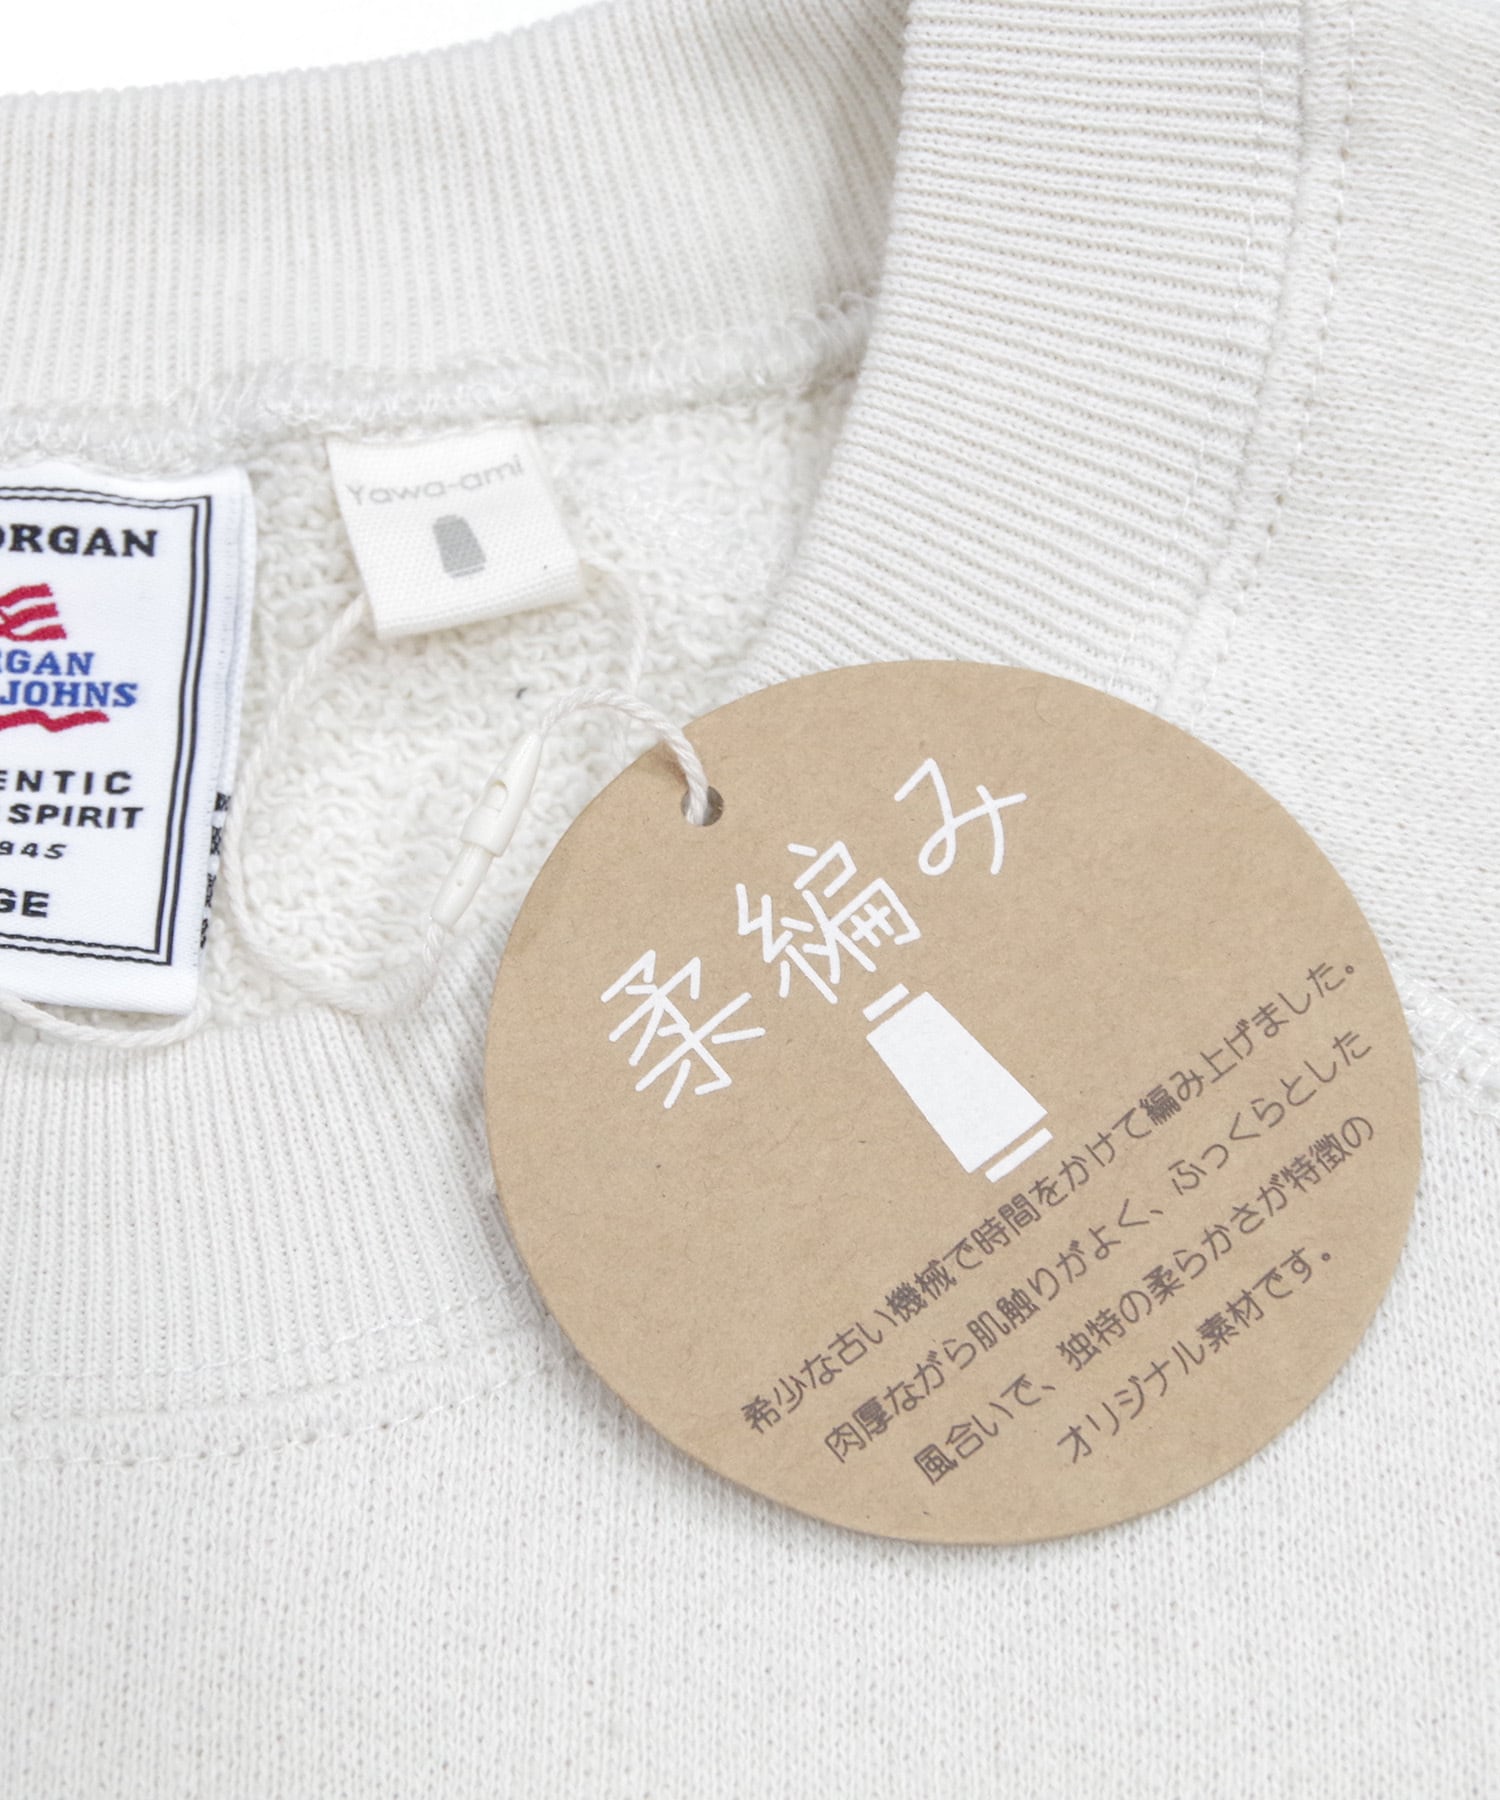 ORGAN
RGAN
JOHNS
ENTIC
SPIRIT
945
GE
Yawa-ami
柔編み
希少な古い機械で時間をかけて編み上げました。
肉厚ながら肌触りがよく、ふっくらとした
風合いで、独特の柔らかさが特徴の
オリジナル素材です。